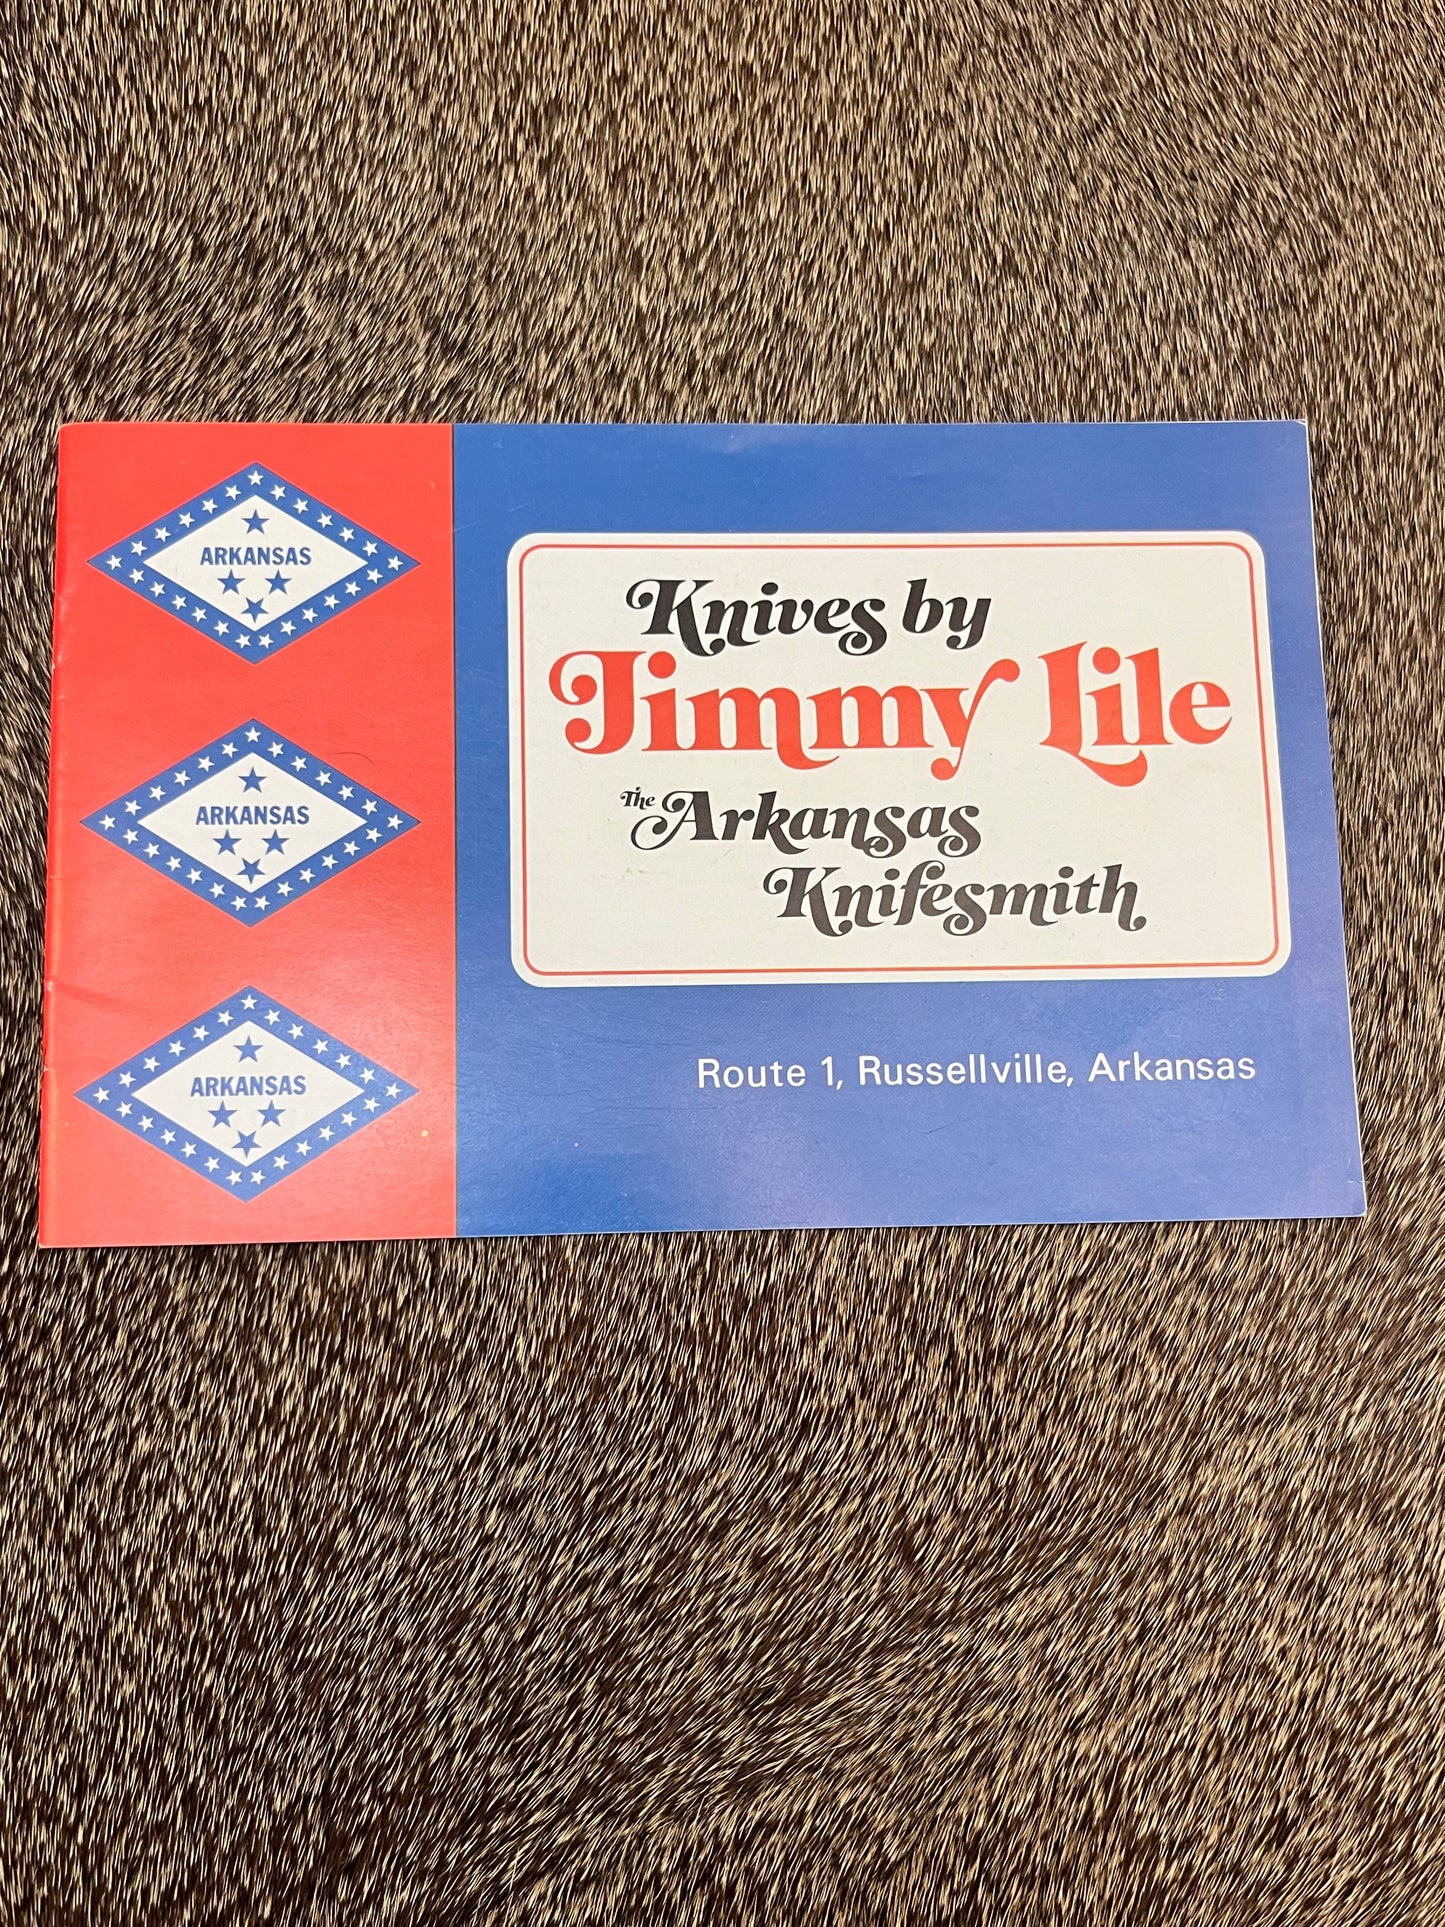 ARKANSAS
ARKANSAS
ARKANSAS
Knives by
Jimmy Lile
The Arkansas
Knifesmith
Route 1, Russellville, Arkansas